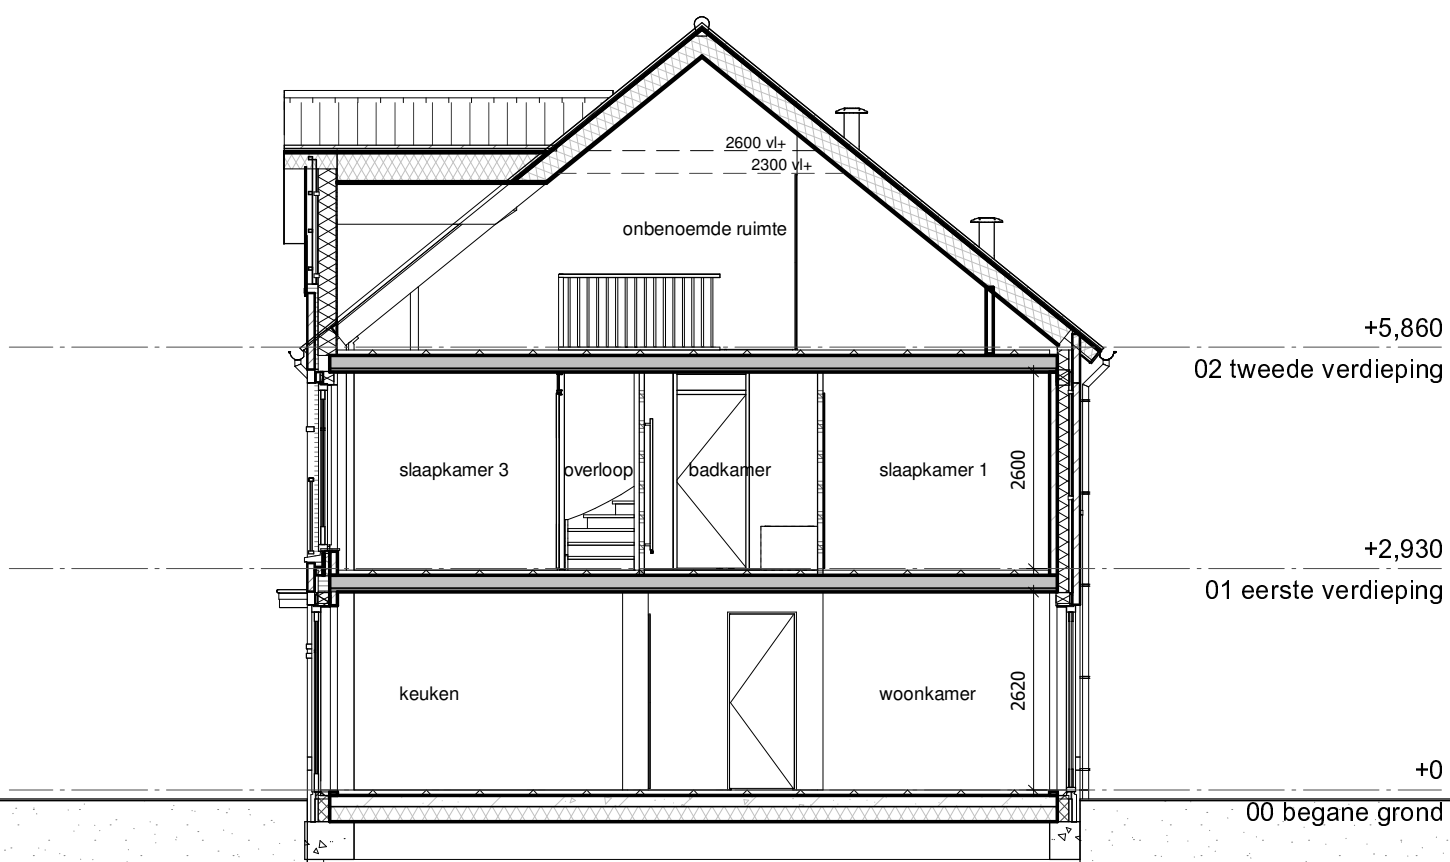 2600 vl+
2300 vl+
onbenoemde ruimte
+5,860
02 tweede verdieping
slaapkamer 3
overloop
badkamer
slaapkamer 1
2600
+2,930
01 eerste verdieping
keuken
woonkamer
2620
+0
00 begane grond